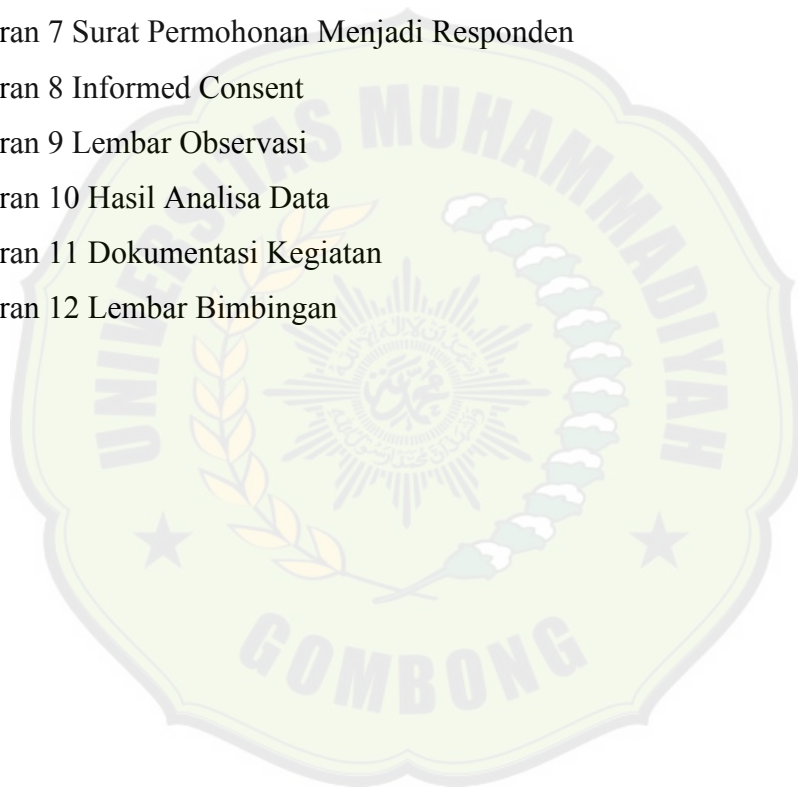 ran 7 Surat Permohonan Menjadi Responden
ran 8 Informed Consent
ran 9 Lembar Observasi
ran 10 Hasil Analisa Data
ran 11 Dokumentasi Kegiatan
ran 12 Lembar Bimbingan
UNIVERSITAS MUHAMMADIYAH
GOMBONG